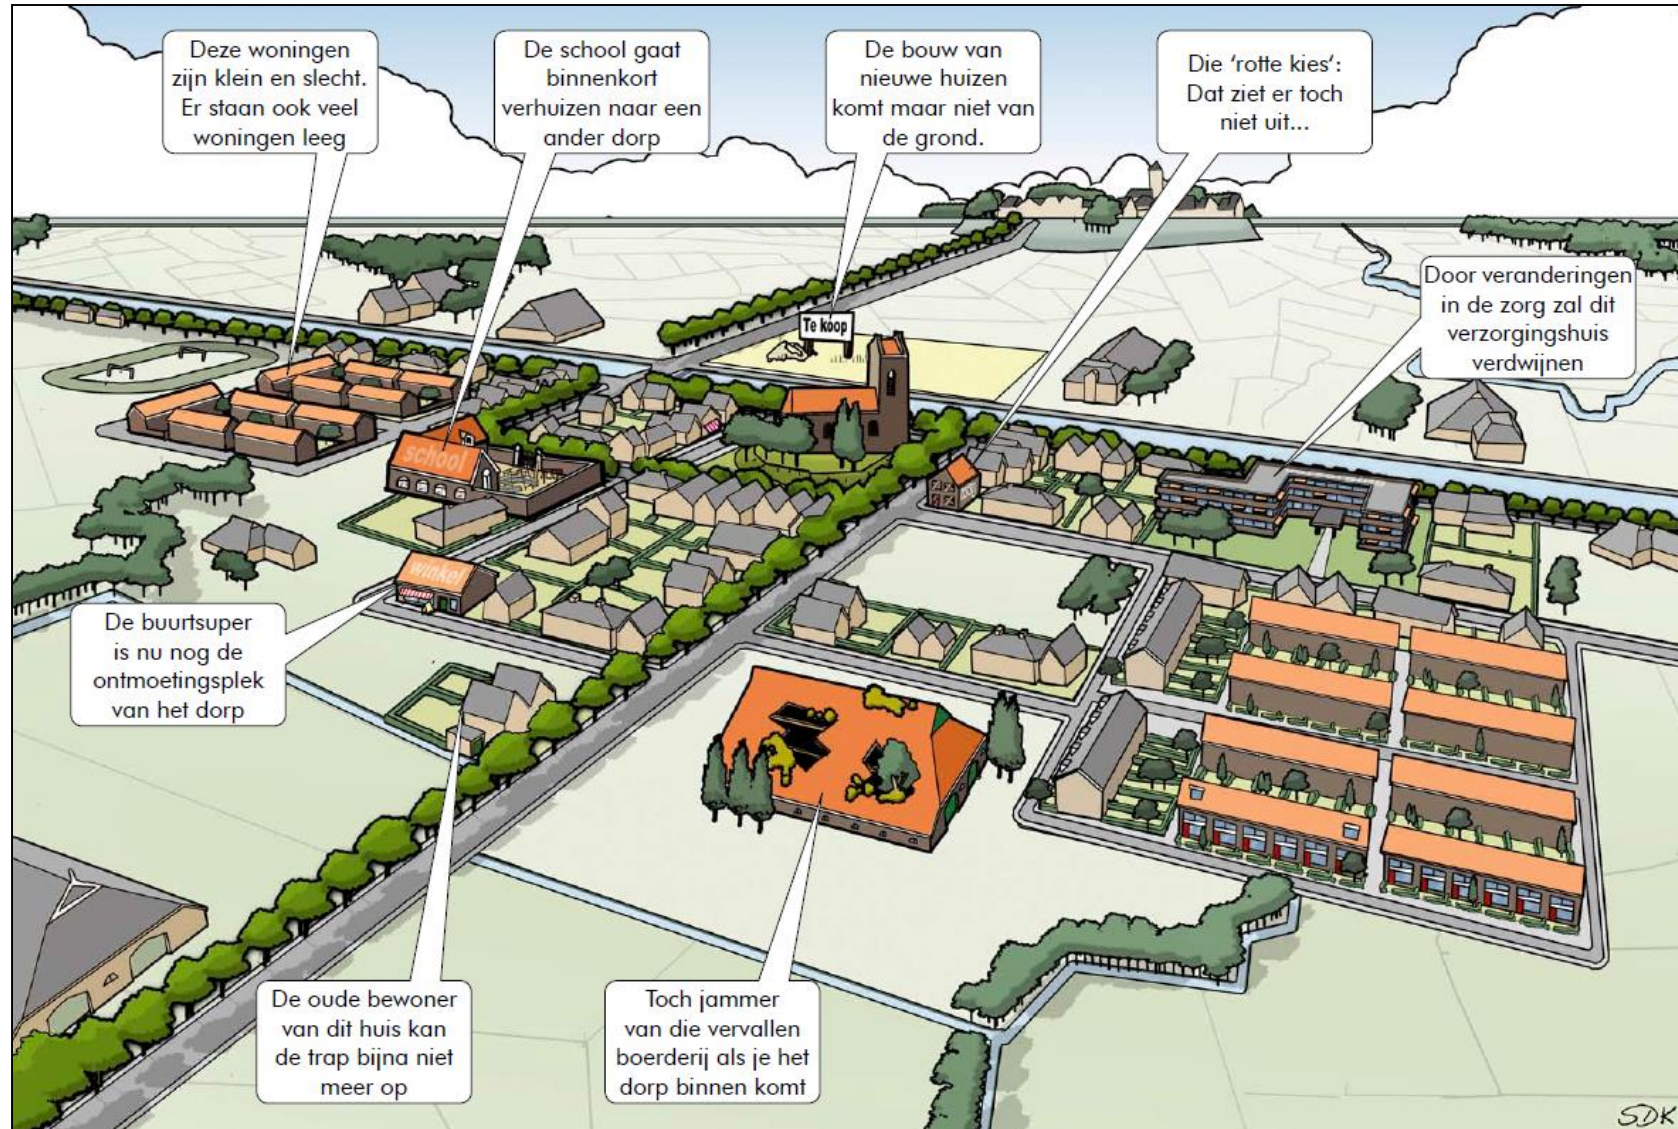 Deze woningen
zijn klein en slecht.
Er staan ook veel
woningen leeg
De school gaat
binnenkort
verhuizen naar een
ander dorp
De bouw van
nieuwe huizen
komt maar niet van
de grond.
Die ‘rotte kies’:
Dat ziet er toch
niet uit...
Door veranderingen
in de zorg zal dit
verzorgingshuis
verdwijnen
Te koop
school
winkel
De buurtsuper
is nu nog de
ontmoetingsplek
van het dorp
De oude bewoner
van dit huis kan
de trap bijna niet
meer op
Toch jammer
van die vervallen
boerderij als je het
dorp binnen komt
SDK